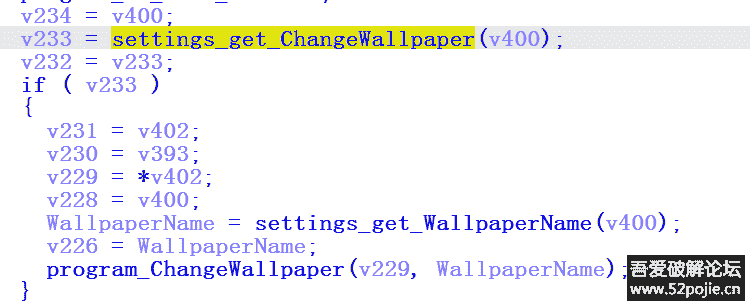 v234 = v400;
v233 = settings_get_ChangeWallpaper(v400);
v232 = v233;
if ( v233 )
{
v231 = v402;
v230 = v393;
v229 = *v402;
v228 = v400;
WallpaperName = settings_get_WallpaperName(v400);
v226 = WallpaperName;
program_ChangeWallpaper(v229, WallpaperName);
}
吾爱破解论坛
www.52pojie.cn